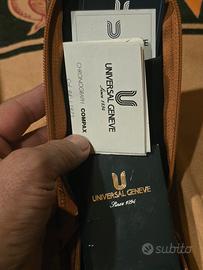 UNIVERSAL GENEVE
Since 1894
CHRONOGRAPH COMPAX
UNIVERSAL GENEVE
Since 1894
subito